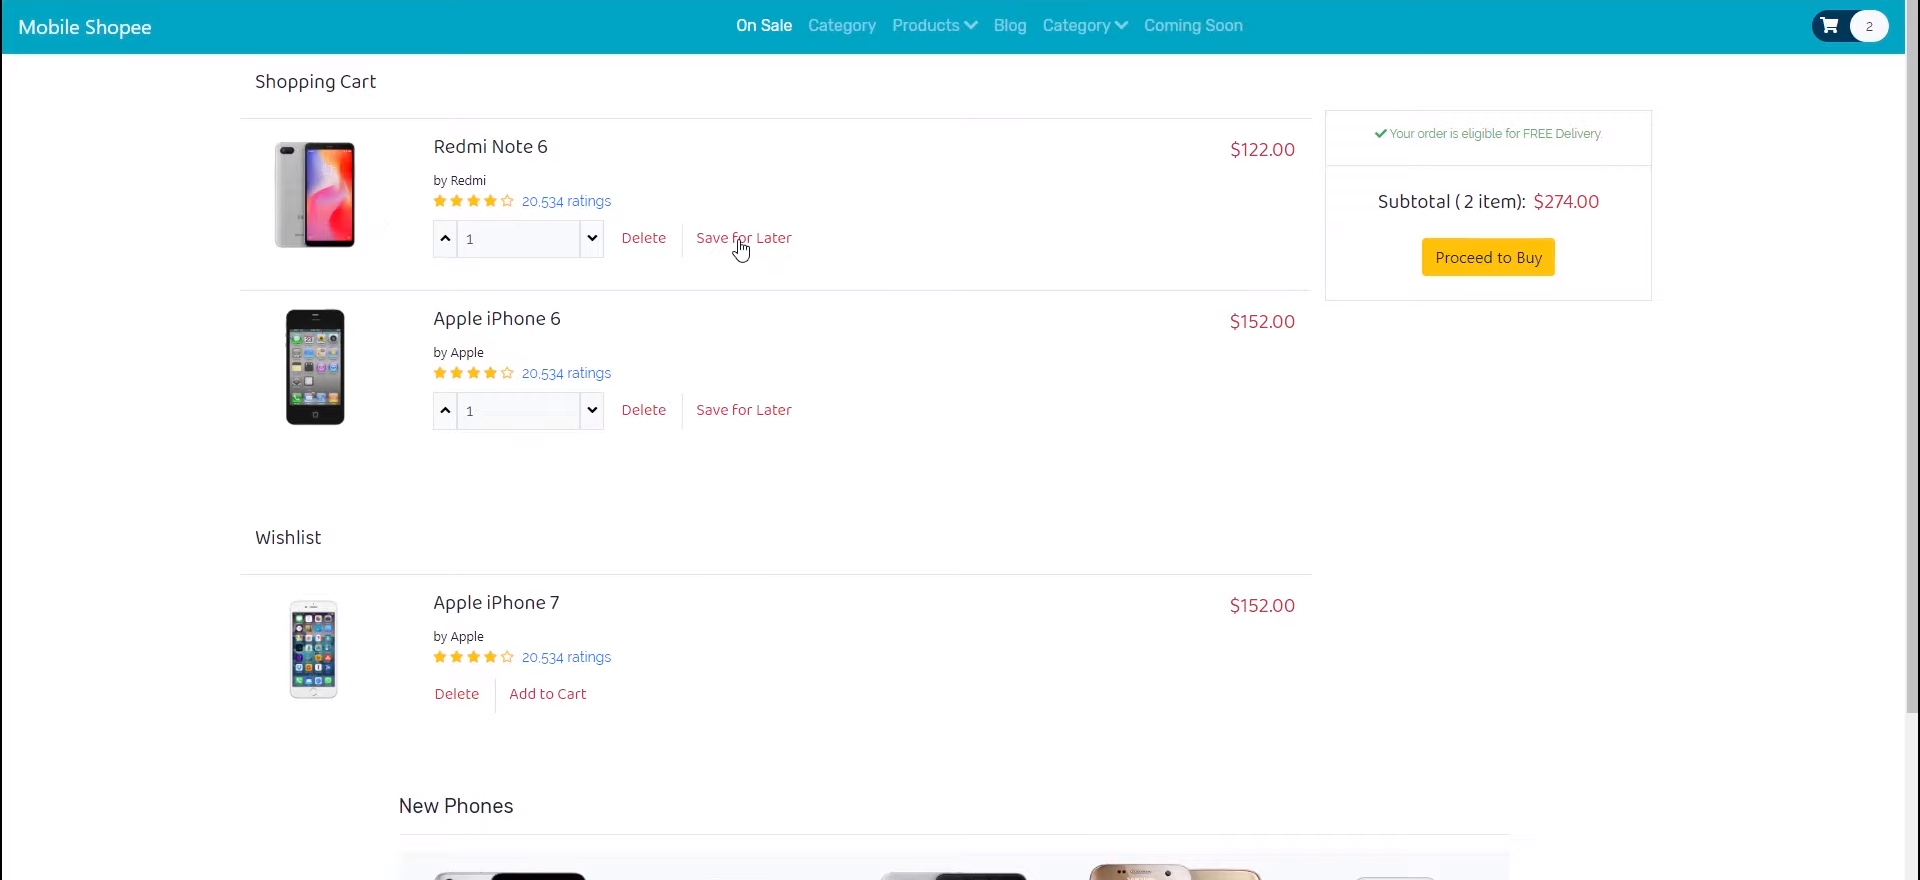 Mobile Shopee
On Sale Category Products Blog Category Coming Soon
2
Shopping Cart
Redmi Note 6
$122.00
by Redmi
20,534 ratings
1
Delete
Save for Later
Your order is eligible for FREE Delivery.
Subtotal ( 2 item): $274.00
Proceed to Buy
Apple iPhone 6
$152.00
by Apple
20,534 ratings
1
Delete
Save for Later
Wishlist
Apple iPhone 7
$152.00
by Apple
20,534 ratings
Delete
Add to Cart
New Phones